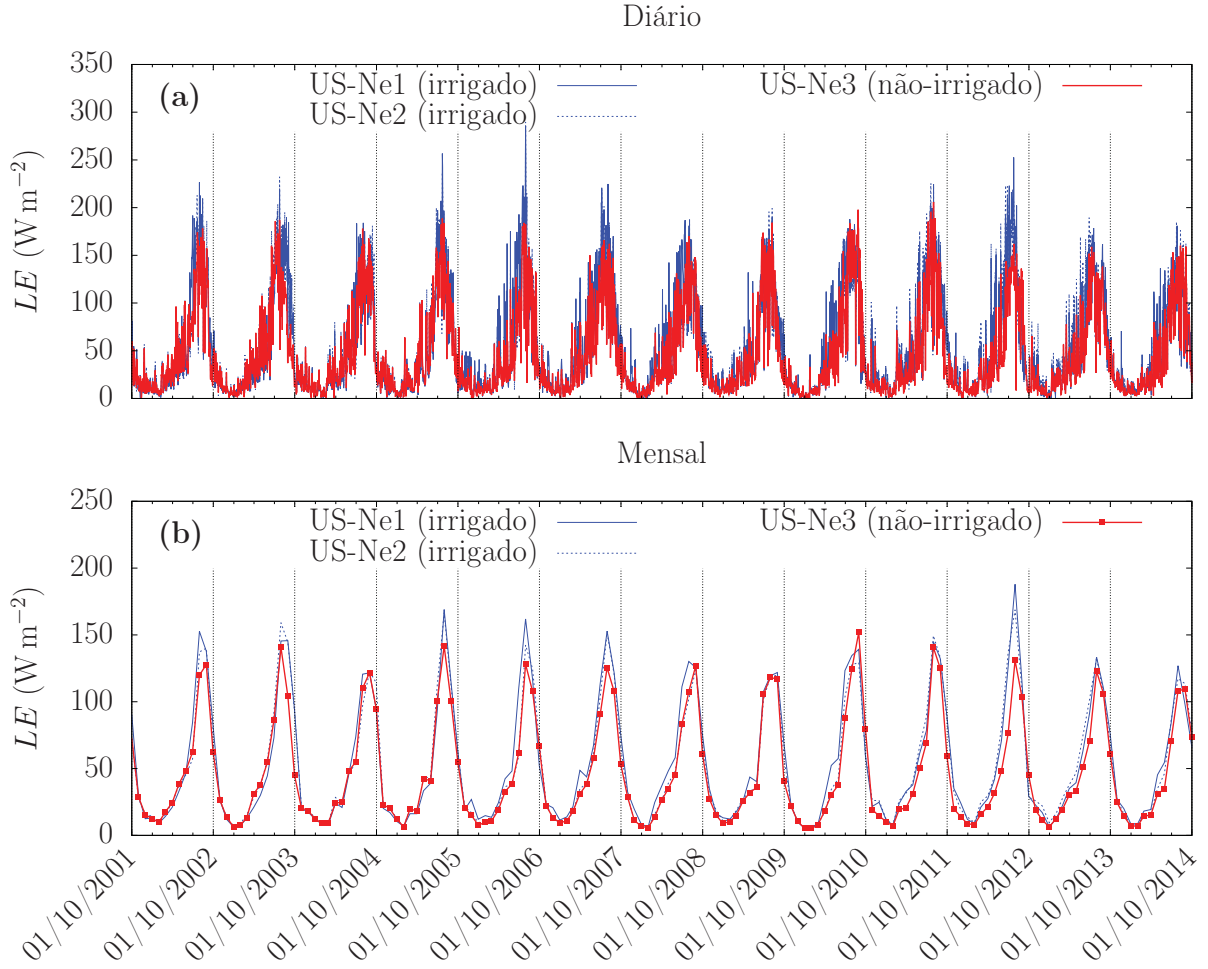 Diário
(a)
US-Ne1 (irrigado)
US-Ne2 (irrigado)
US-Ne3 (não-irrigado)
350
300
250
200
150
100
50
0
LE (W m−2)
Mensal
(b)
US-Ne1 (irrigado)
US-Ne2 (irrigado)
US-Ne3 (não-irrigado)
250
200
150
100
50
0
LE (W m−2)
01/10/2001
01/10/2002
01/10/2003
01/10/2004
01/10/2005
01/10/2006
01/10/2007
01/10/2008
01/10/2009
01/10/2010
01/10/2011
01/10/2012
01/10/2013
01/10/2014